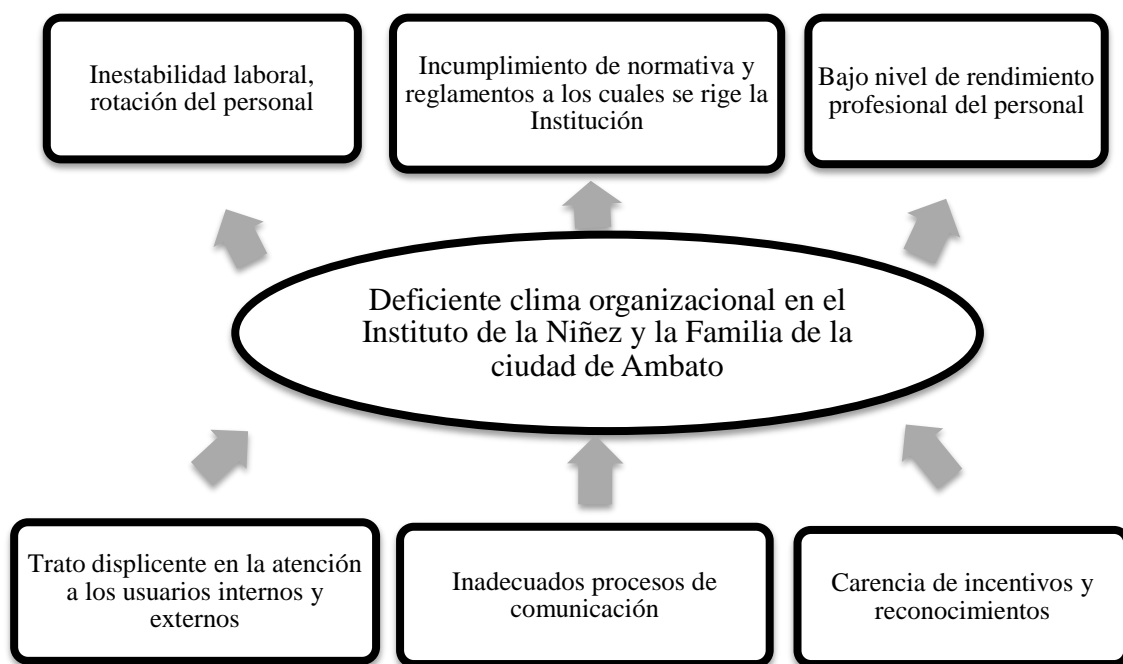 Inestabilidad laboral,
rotación del personal
Incumplimiento de normativa y
reglamentos a los cuales se rige la
Institución
Bajo nivel de rendimiento
profesional del personal
Deficiente clima organizacional en el
Instituto de la Niñez y la Familia de la
ciudad de Ambato
Trato displicente en la atención
a los usuarios internos y
externos
Inadecuados procesos de
comunicación
Carencia de incentivos y
reconocimientos